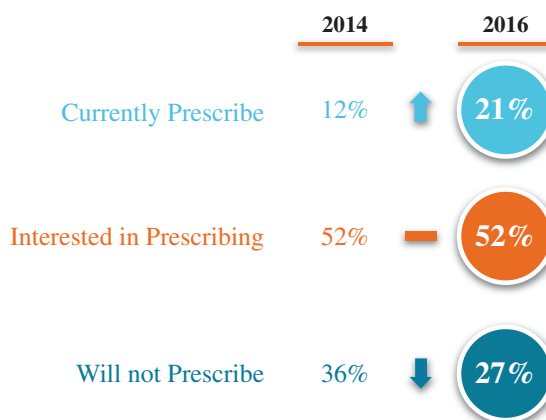 2014 2016
Currently Prescribe 12% 21%
Interested in Prescribing 52% 52%
Will not Prescribe 36% 27%